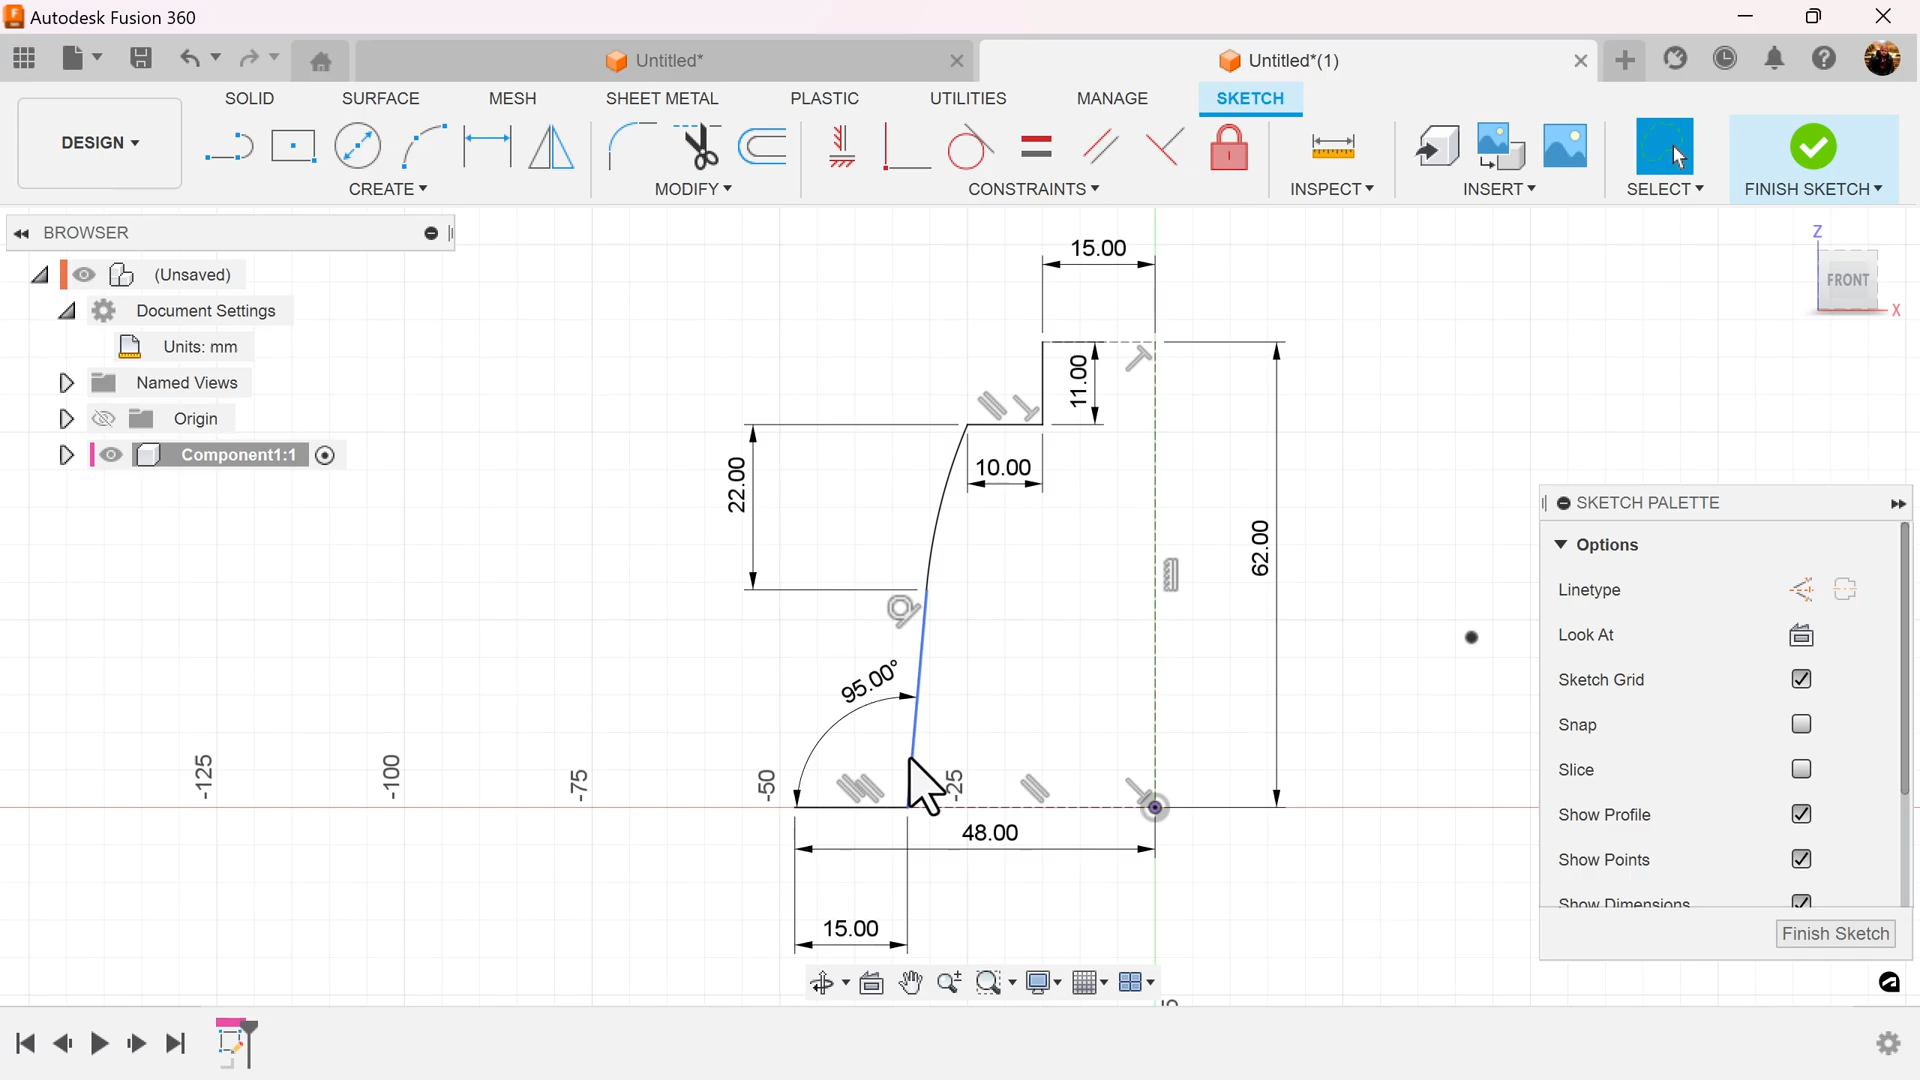 Autodesk Fusion 360
Untitled*
Untitled*(1)
SOLID SURFACE MESH SHEET METAL PLASTIC UTILITIES MANAGE SKETCH
DESIGN
CREATE MODIFY CONSTRAINTS INSPECT INSERT SELECT FINISH SKETCH
BROWSER
(Unsaved)
Document Settings
Units: mm
Named Views
Origin
Component1:1
Z
FRONT
X
15.00
11.00
10.00
22.00
62.00
95.00°
-125
-100
-75
-50
-25
48.00
15.00
SKETCH PALETTE
Options
Linetype
Look At
Sketch Grid
Snap
Slice
Show Profile
Show Points
Show Dimensions
Finish Sketch